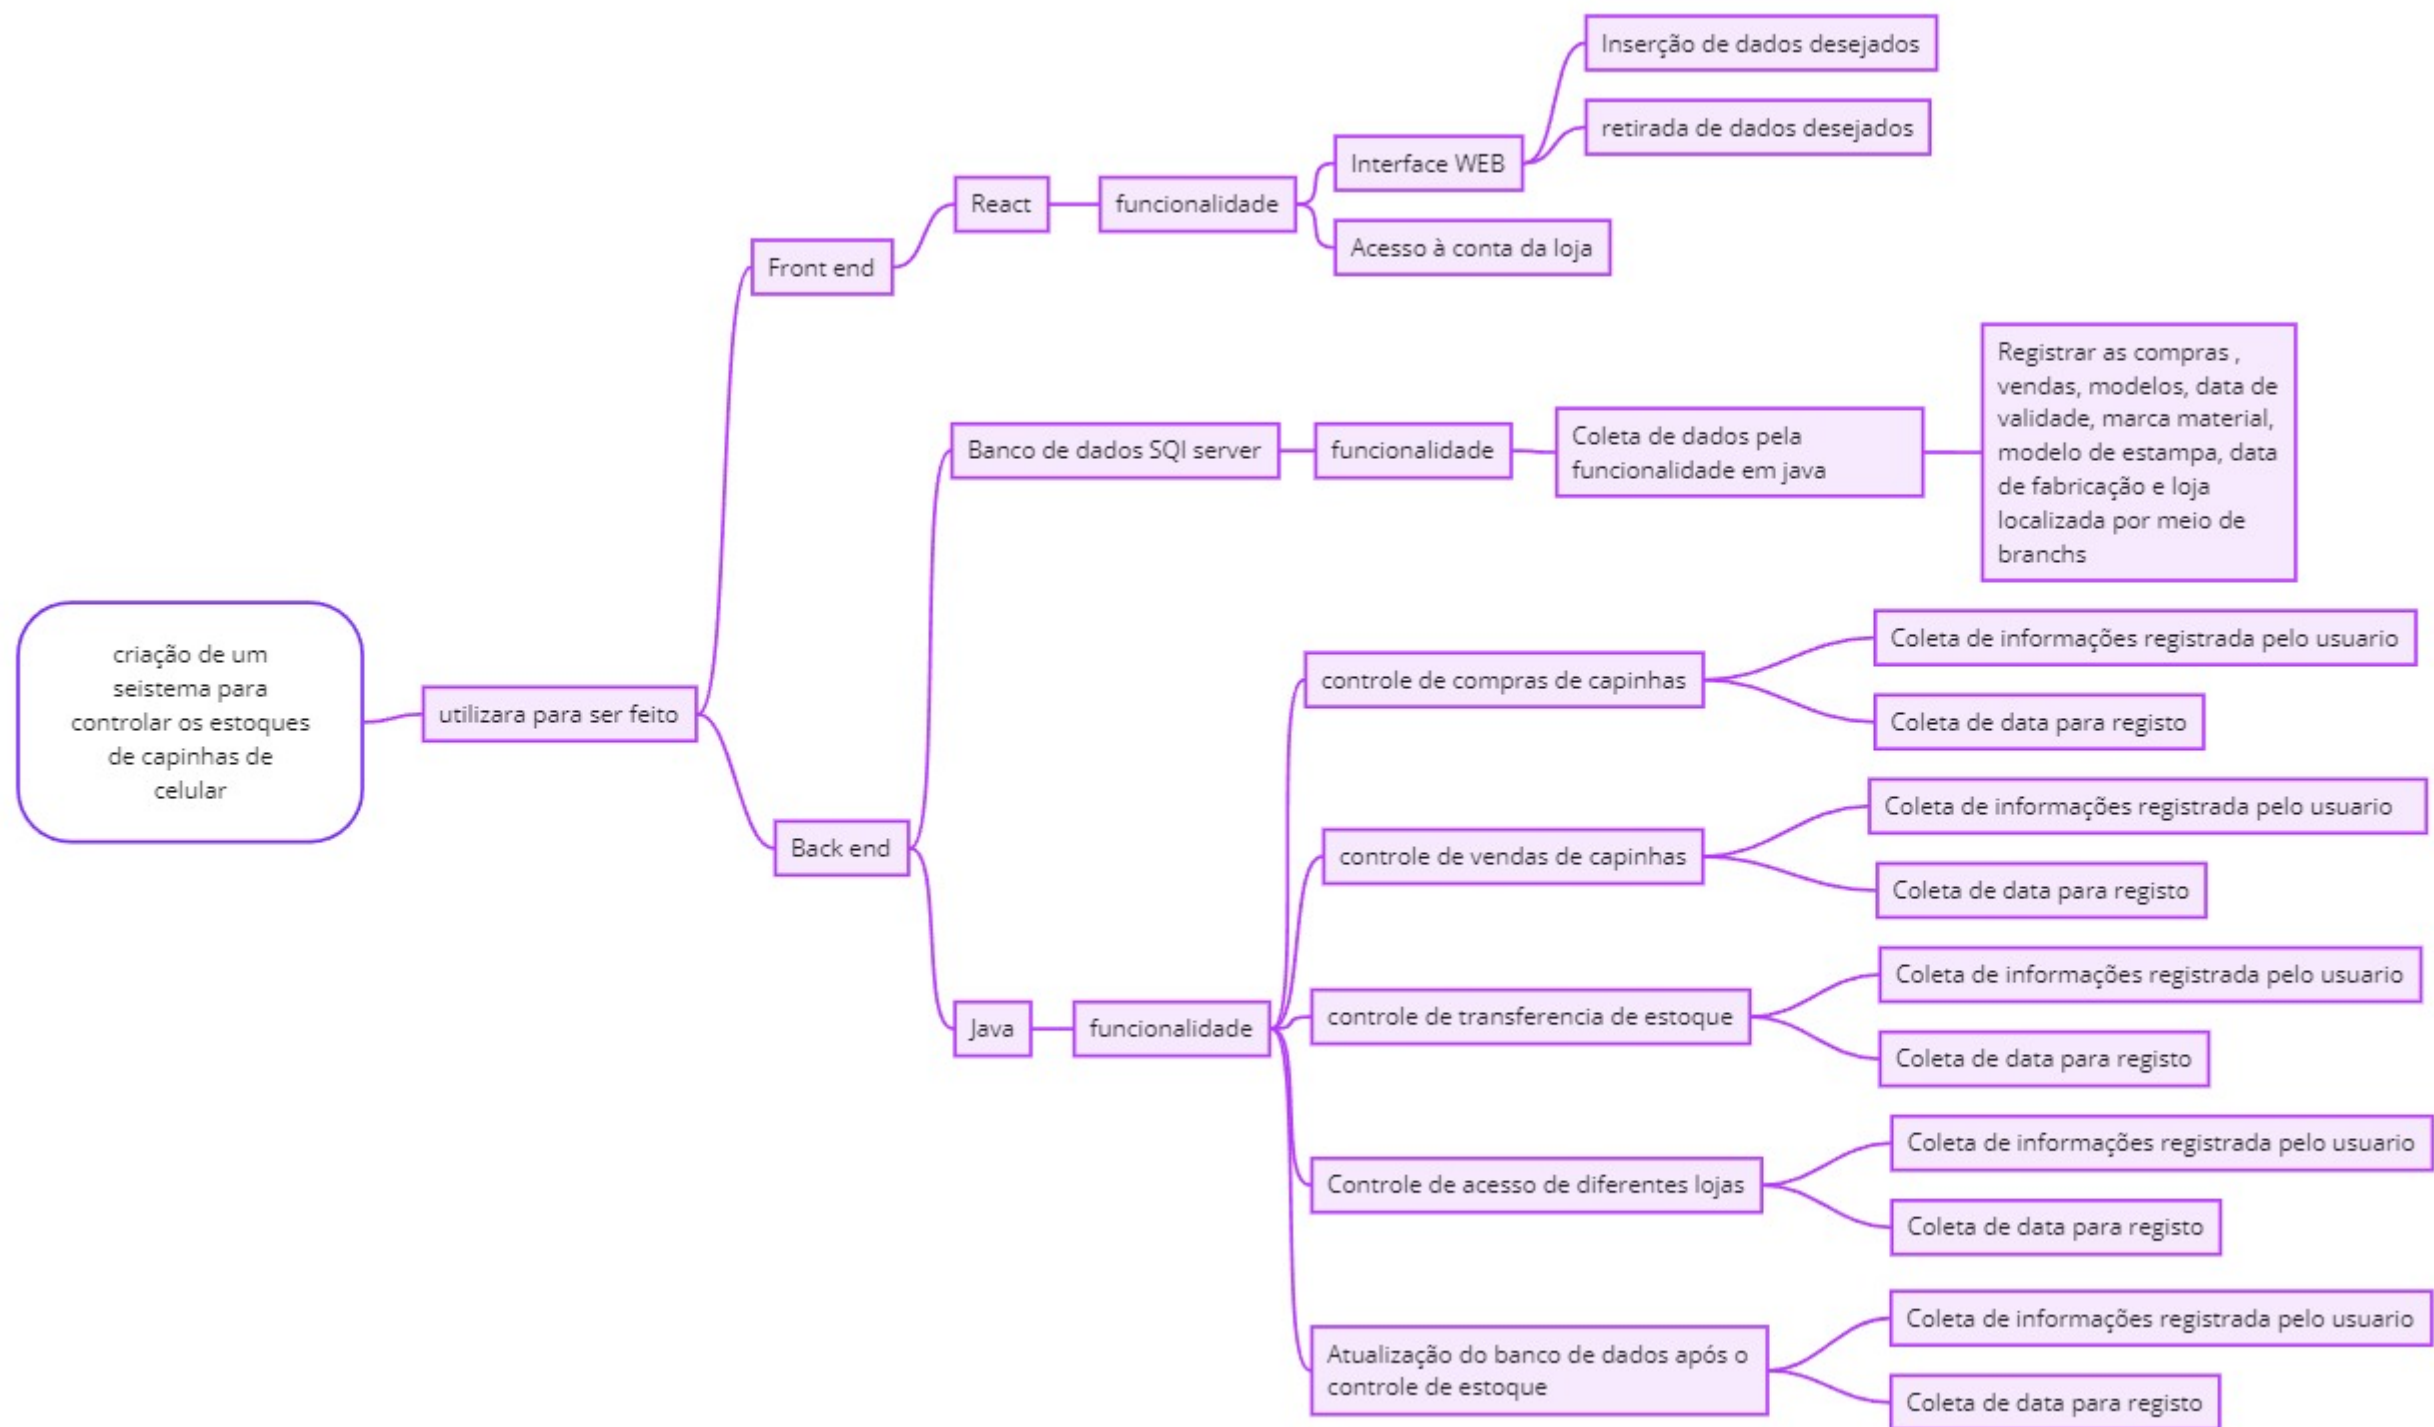 Inserção de dados desejados
retirada de dados desejados
Interface WEB
React
funcionalidade
Acesso à conta da loja
Front end
Registrar as compras ,
vendas, modelos, data de
validade, marca material,
modelo de estampa, data
de fabricação e loja
localizada por meio de
branchs
Banco de dados SQl server
funcionalidade
Coleta de dados pela
funcionalidade em java
criação de um
seistema para
controlar os estoques
de capinhas de
celular
utilizara para ser feito
Back end
controle de compras de capinhas
Coleta de informações registrada pelo usuario
Coleta de data para registo
controle de vendas de capinhas
Coleta de informações registrada pelo usuario
Coleta de data para registo
Java
funcionalidade
controle de transferencia de estoque
Coleta de informações registrada pelo usuario
Coleta de data para registo
Controle de acesso de diferentes lojas
Coleta de informações registrada pelo usuario
Coleta de data para registo
Atualização do banco de dados após o
controle de estoque
Coleta de informações registrada pelo usuario
Coleta de data para registo